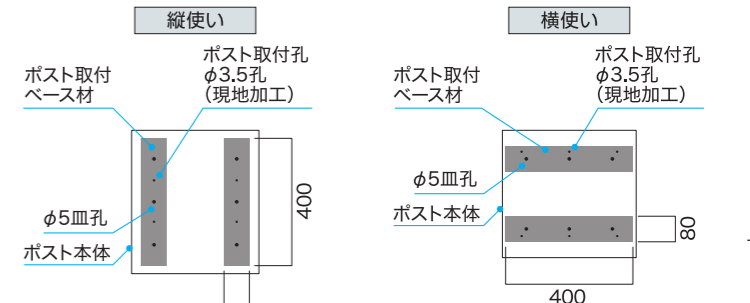 縦使い
ポスト取付
ベース材
ポスト取付孔
φ3.5孔
（現地加工）
φ5皿孔
ポスト本体
400
横使い
ポスト取付
ベース材
ポスト取付孔
φ3.5孔
（現地加工）
φ5皿孔
ポスト本体
80
400